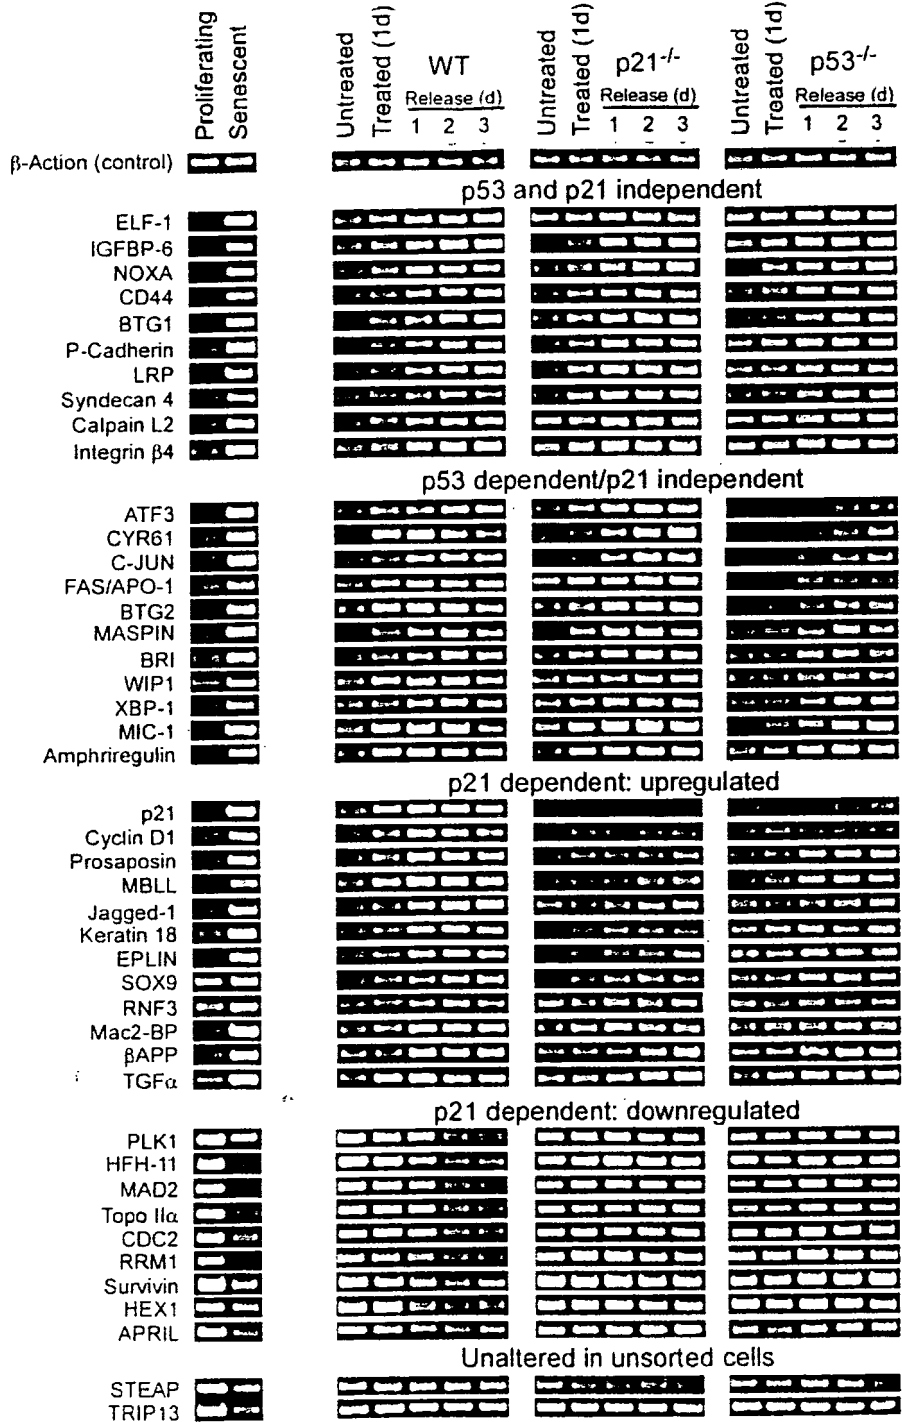 Proliferating
Senescent
Untreated
Treated (1d)
WT
Release (d)
1 2 3
Untreated
Treated (1d)
p21-/-
Release (d)
1 2 3
Untreated
Treated (1d)
p53-/-
Release (d)
1 2 3
β-Action (control)
p53 and p21 independent
ELF-1
IGFBP-6
NOXA
CD44
BTG1
P-Cadherin
LRP
Syndecan 4
Calpain L2
Integrin β4
p53 dependent/p21 independent
ATF3
CYR61
C-JUN
FAS/APO-1
BTG2
MASPIN
BRI
WIP1
XBP-1
MIC-1
Amphriregulin
p21 dependent: upregulated
p21
Cyclin D1
Prosaposin
MBLL
Jagged-1
Keratin 18
EPLIN
SOX9
RNF3
Mac2-BP
βAPP
TGFα
p21 dependent: downregulated
PLK1
HFH-11
MAD2
Topo IIα
CDC2
RRM1
Survivin
HEX1
APRIL
Unaltered in unsorted cells
STEAP
TRIP13